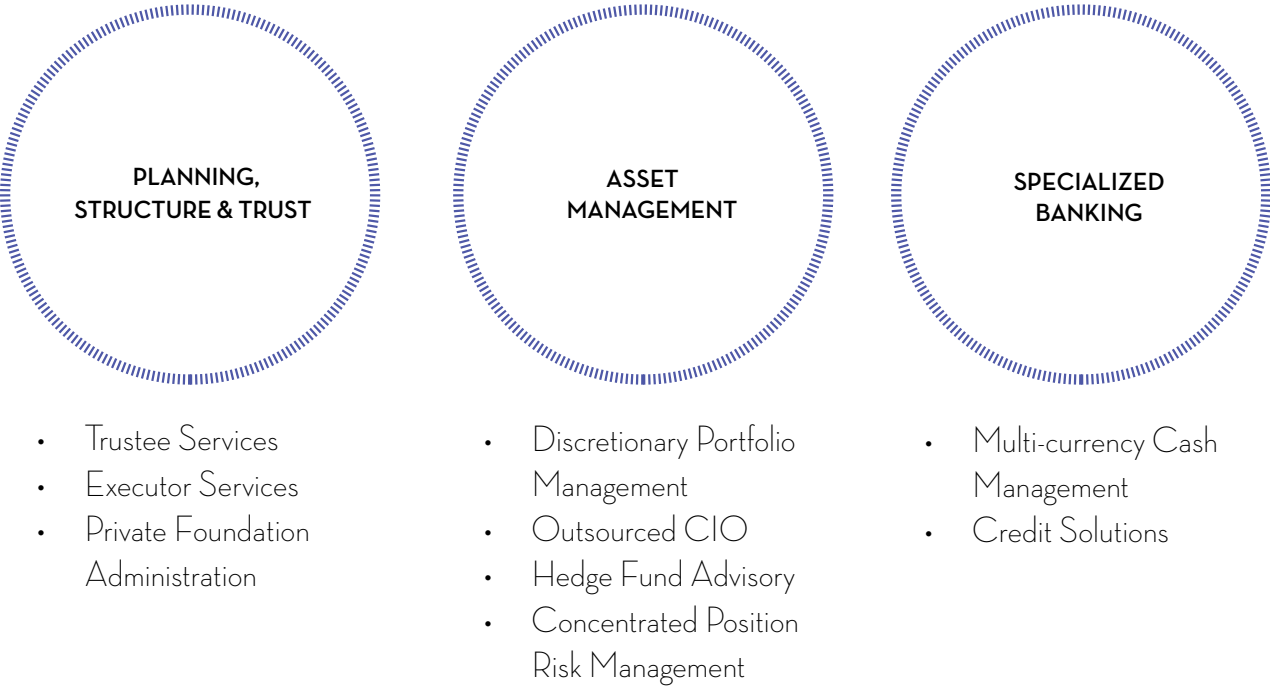 PLANNING,
STRUCTURE & TRUST
• Trustee Services
• Executor Services
• Private Foundation
Administration
ASSET
MANAGEMENT
• Discretionary Portfolio
Management
• Outsourced CIO
• Hedge Fund Advisory
• Concentrated Position
Risk Management
SPECIALIZED
BANKING
• Multi-currency Cash
Management
• Credit Solutions